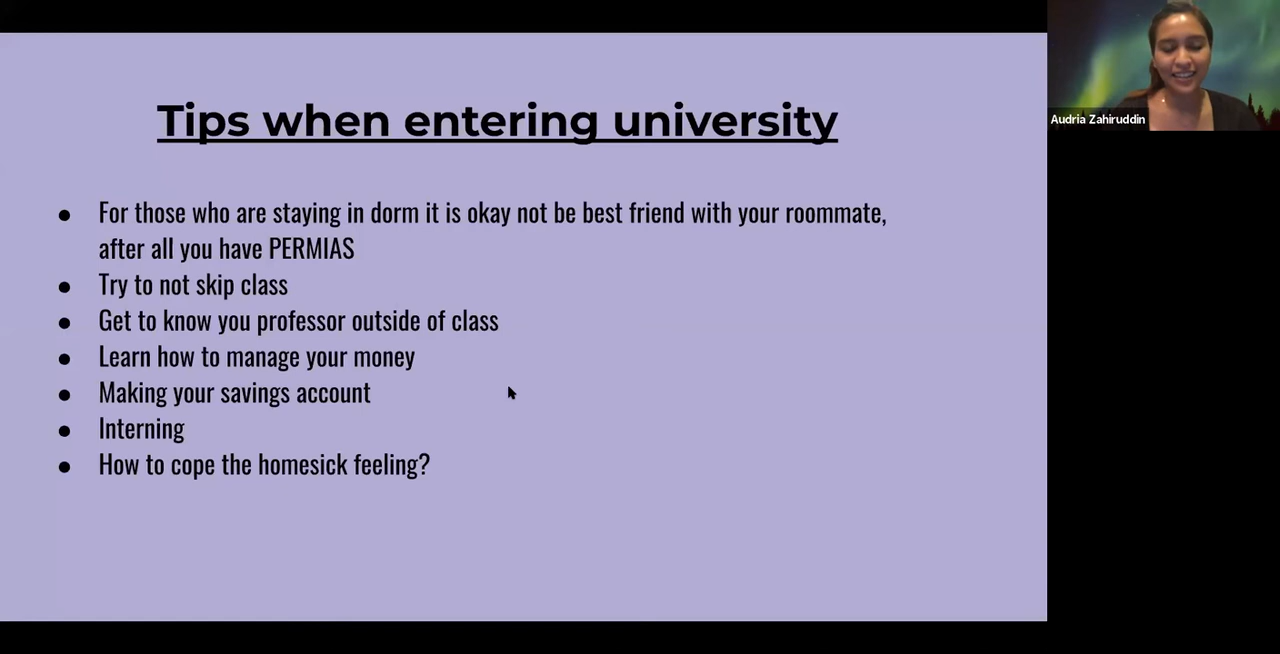 Tips when entering university
● For those who are staying in dorm it is okay not be best friend with your roommate,
after all you have PERMIAS
● Try to not skip class
● Get to know you professor outside of class
● Learn how to manage your money
● Making your savings account
● Interning
● How to cope the homesick feeling?
Audria Zahiruddin